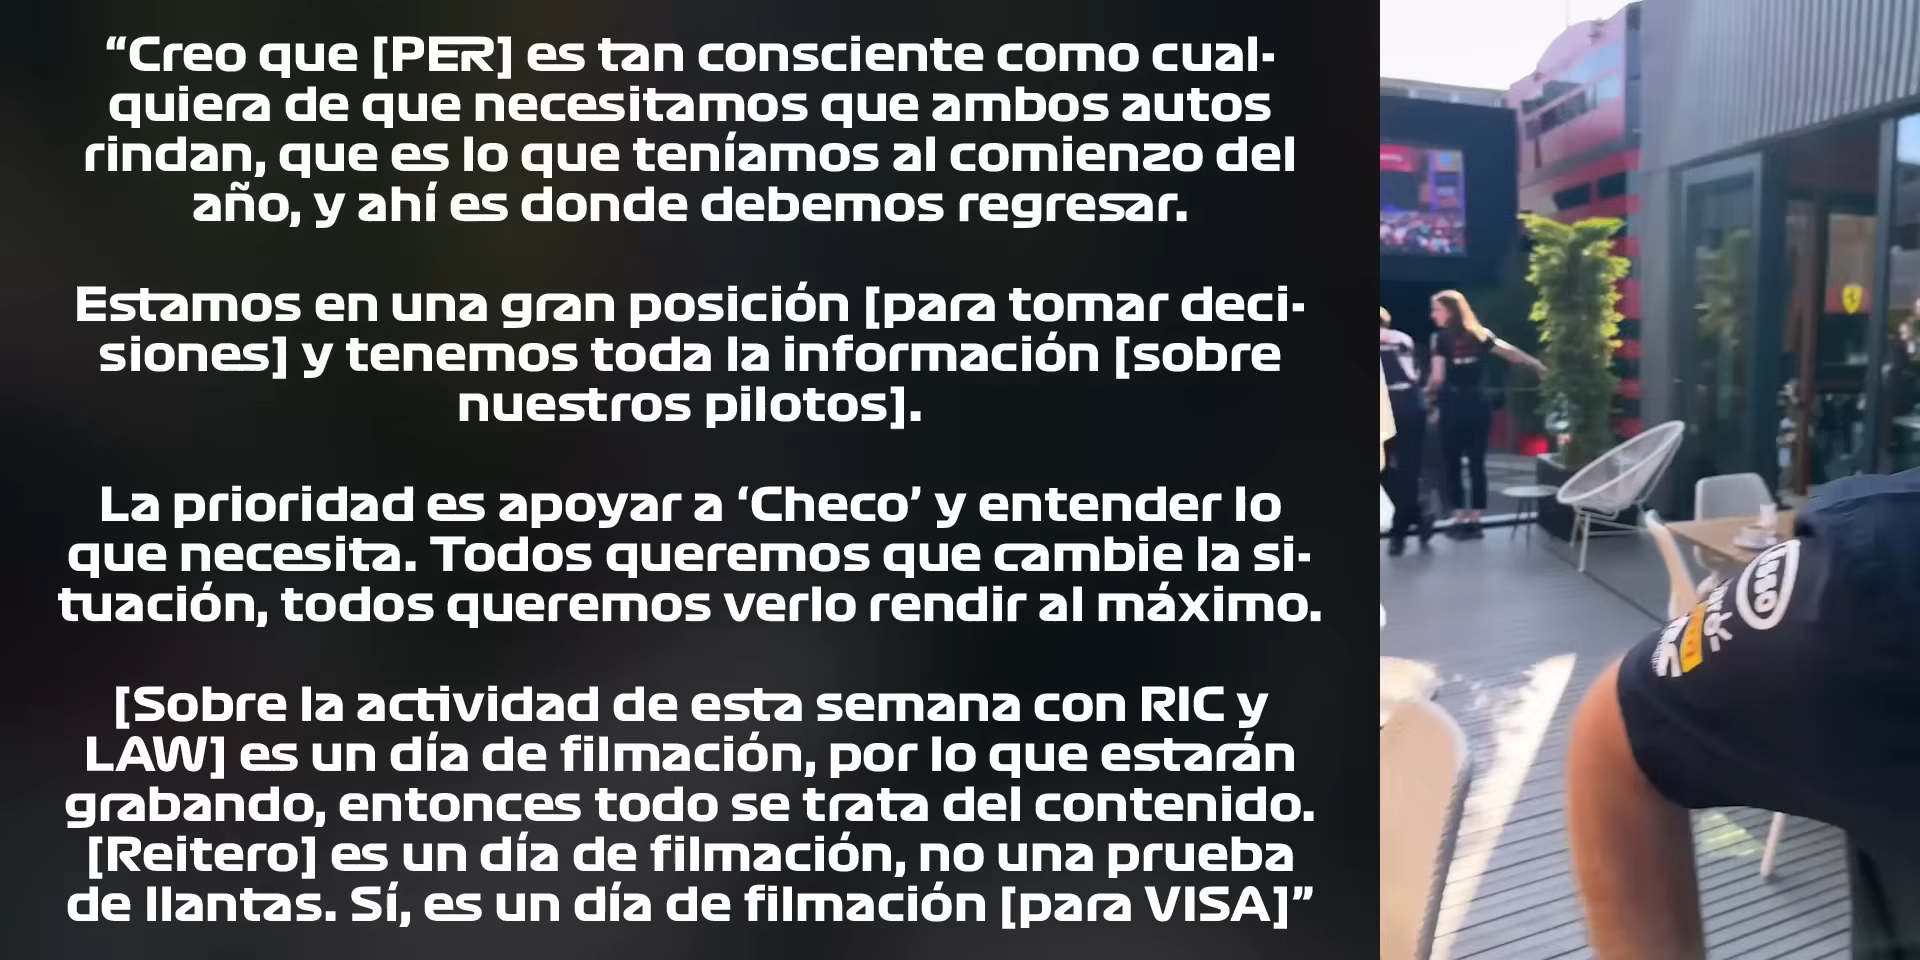 “Creo que [PER] es tan consciente como cual-
quiera de que necesitamos que ambos autos
rindan, que es lo que teníamos al comienzo del
año, y ahí es donde debemos regresar.
Estamos en una gran posición [para tomar deci-
siones] y tenemos toda la información [sobre
nuestros pilotos].
La prioridad es apoyar a ‘Checo’ y entender lo
que necesita. Todos queremos que cambie la si-
tuación, todos queremos verlo rendir al máximo.
[Sobre la actividad de esta semana con RIC y
LAW] es un día de filmación, por lo que estarán
grabando, entonces todo se trata del contenido.
[Reitero] es un día de filmación, no una prueba
de llantas. Sí, es un día de filmación [para VISA]”